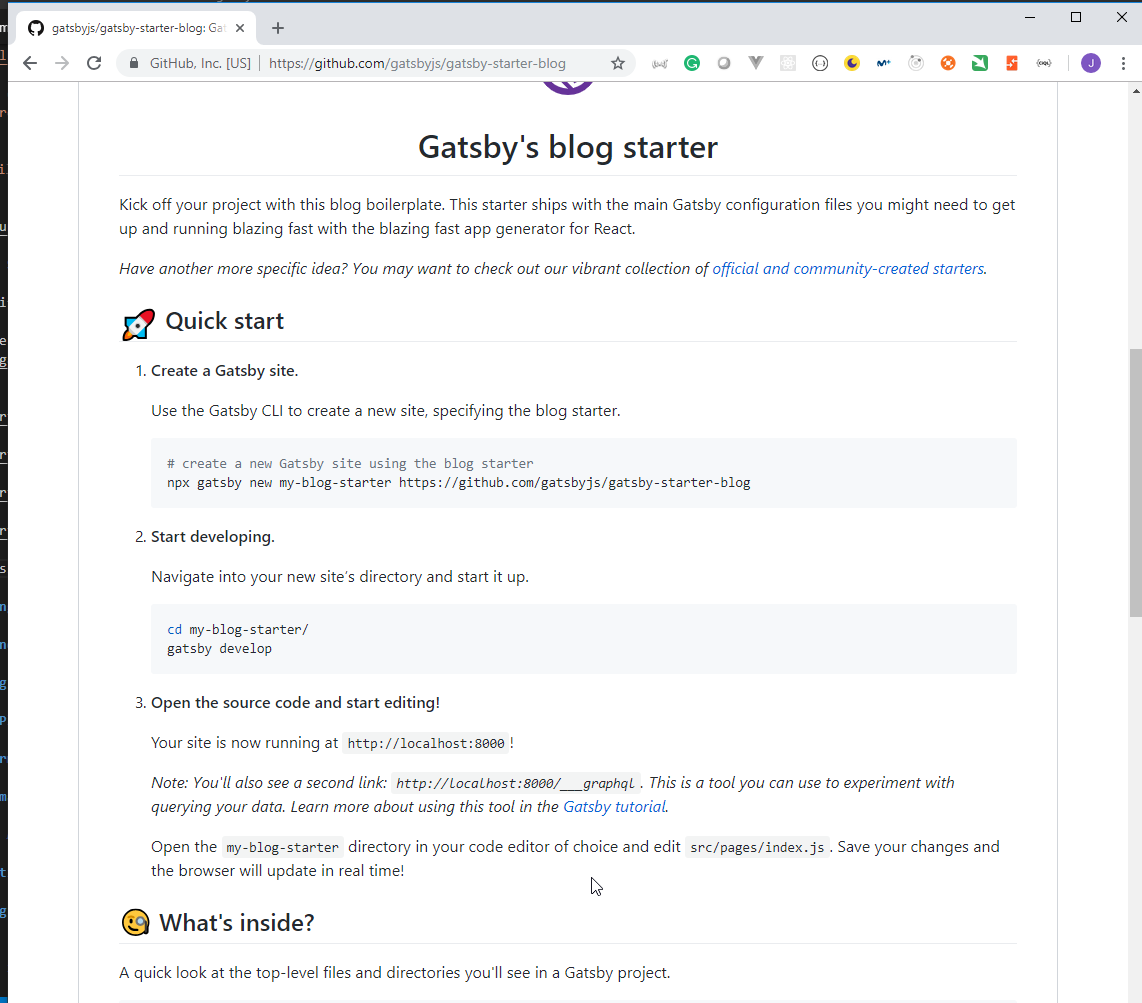 gatsbyjs/gatsby-starter-blog: Gat
GitHub, Inc. [US] | https://github.com/gatsbyjs/gatsby-starter-blog
J
Gatsby's blog starter
Kick off your project with this blog boilerplate. This starter ships with the main Gatsby configuration files you might need to get
up and running blazing fast with the blazing fast app generator for React.
Have another more specific idea? You may want to check out our vibrant collection of official and community-created starters.
🚀 Quick start
1. Create a Gatsby site.
Use the Gatsby CLI to create a new site, specifying the blog starter.
# create a new Gatsby site using the blog starter
npx gatsby new my-blog-starter https://github.com/gatsbyjs/gatsby-starter-blog
2. Start developing.
Navigate into your new site’s directory and start it up.
cd my-blog-starter/
gatsby develop
3. Open the source code and start editing!
Your site is now running at http://localhost:8000!
Note: You'll also see a second link: http://localhost:8000/___graphql. This is a tool you can use to experiment with
querying your data. Learn more about using this tool in the Gatsby tutorial.
Open the my-blog-starter directory in your code editor of choice and edit src/pages/index.js. Save your changes and
the browser will update in real time!
🧐 What's inside?
A quick look at the top-level files and directories you'll see in a Gatsby project.